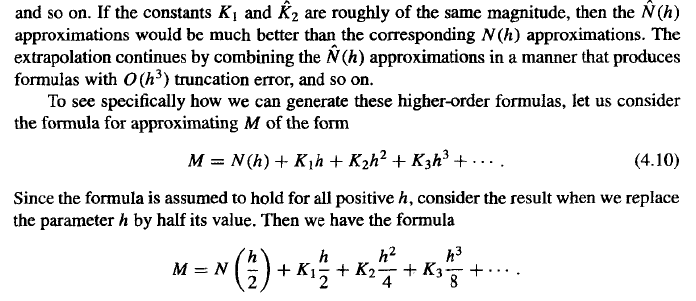 and so on. If the constants K₁ and K̂₂ are roughly of the same magnitude, then the N̂(h)
approximations would be much better than the corresponding N(h) approximations. The
extrapolation continues by combining the N̂(h) approximations in a manner that produces
formulas with O(h³) truncation error, and so on.
To see specifically how we can generate these higher-order formulas, let us consider
the formula for approximating M of the form
M = N(h) + K₁h + K₂h² + K₃h³ + ··· . (4.10)
Since the formula is assumed to hold for all positive h, consider the result when we replace
the parameter h by half its value. Then we have the formula
M = N(h/2) + K₁ h/2 + K₂ h²/4 + K₃ h³/8 + ··· .